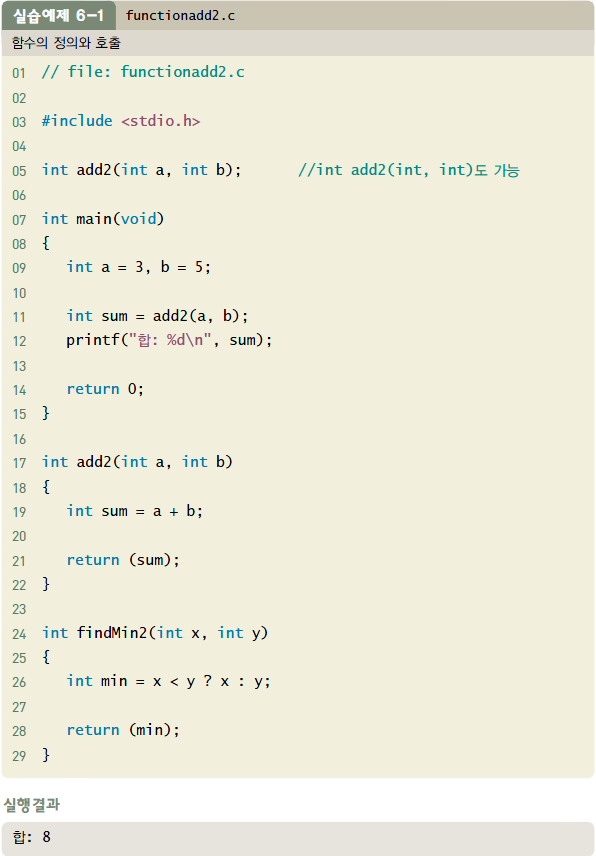 실습예제 6-1 functionadd2.c
함수의 정의와 호출
01 // file: functionadd2.c
02
03 #include <stdio.h>
04
05 int add2(int a, int b); //int add2(int, int)도 가능
06
07 int main(void)
08 {
09 int a = 3, b = 5;
10
11 int sum = add2(a, b);
12 printf("합: %d\n", sum);
13
14 return 0;
15 }
16
17 int add2(int a, int b)
18 {
19 int sum = a + b;
20
21 return (sum);
22 }
23
24 int findMin2(int x, int y)
25 {
26 int min = x < y ? x : y;
27
28 return (min);
29 }
실행결과
합: 8